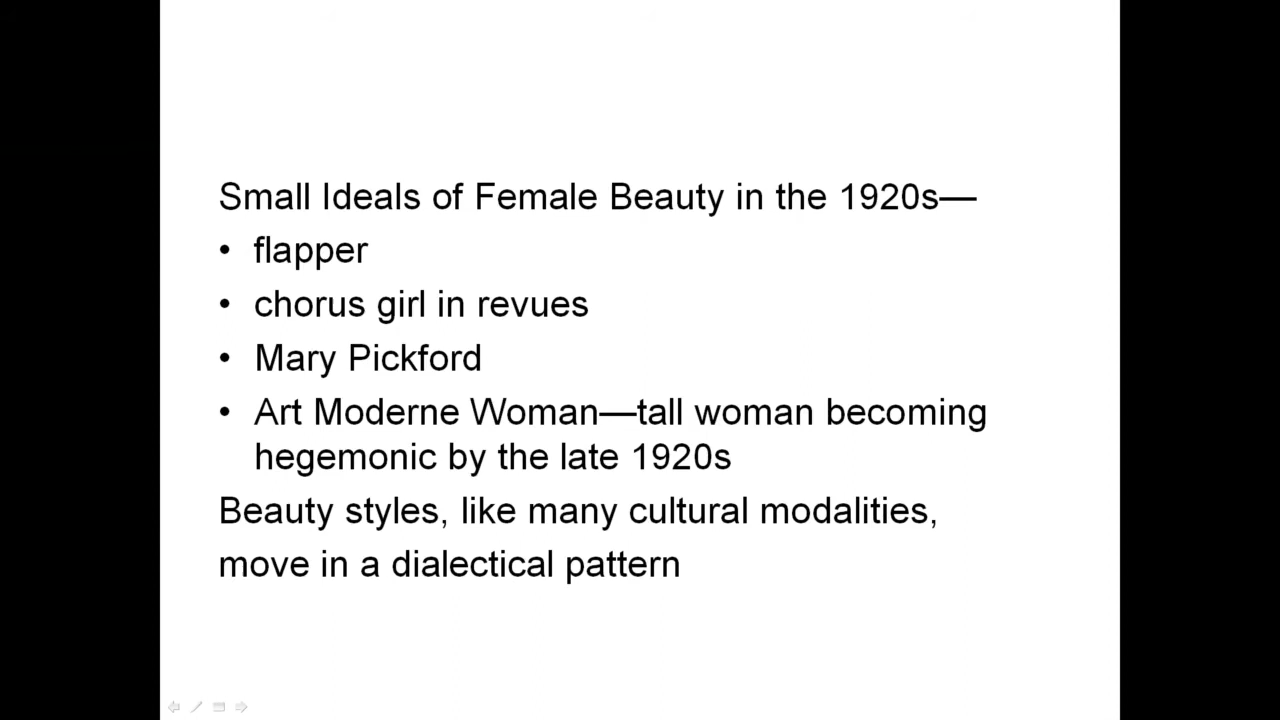 Small Ideals of Female Beauty in the 1920s—
• flapper
• chorus girl in revues
• Mary Pickford
• Art Moderne Woman—tall woman becoming
hegemonic by the late 1920s
Beauty styles, like many cultural modalities,
move in a dialectical pattern